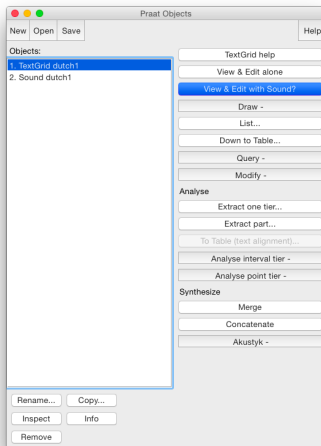 Praat Objects
New Open Save Help
Objects:
1. TextGrid dutch1
2. Sound dutch1
TextGrid help
View & Edit alone
View & Edit with Sound?
Draw -
List...
Down to Table...
Query -
Modify -
Analyse
Extract one tier...
Extract part...
To Table (text alignment)...
Analyse interval tier -
Analyse point tier -
Synthesize
Merge
Concatenate
Akustyk -
Rename... Copy...
Inspect Info
Remove